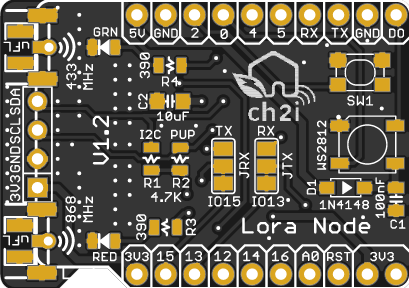 5V GND 2 0 4 5 RX TX GND D0
U.FL
GRN
433 MHz
390
R4
C2
10uF
ch2i
SW1
3V3 GND SCL SDA
V1.2
I2C PUP
R1 R2
4.7K
TX RX
JRX JTX
IO15 IO13
WS2812
D1
1N4148
100nF
C1
U.FL
868 MHz
RED
390
R3
Lora Node
3V3 15 13 12 14 16 A0 RST 3V3